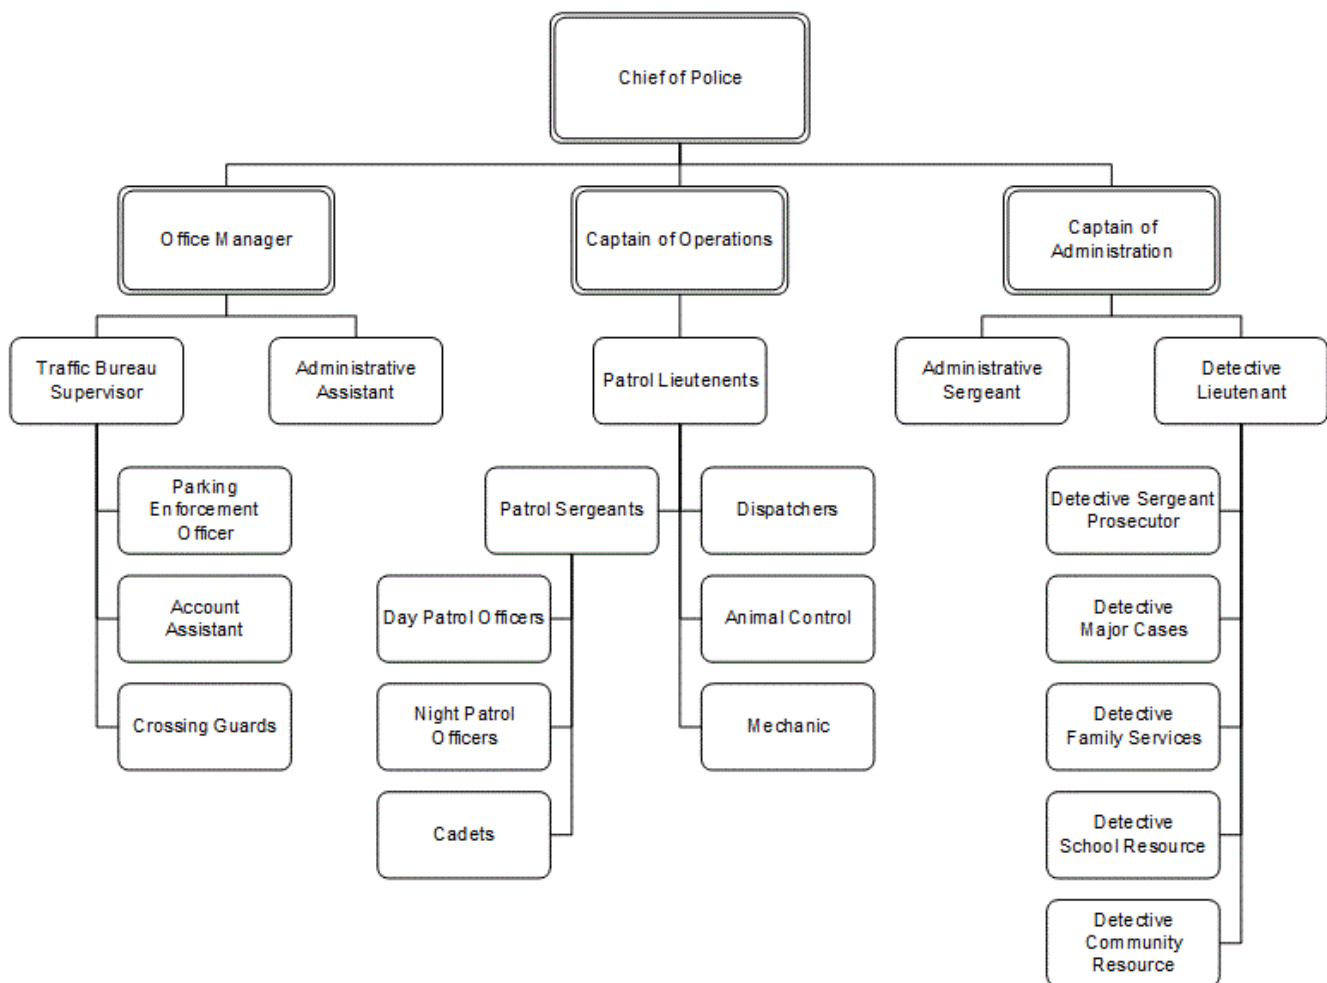 Chief of Police
Office Manager
Captain of Operations
Captain of
Administration
Traffic Bureau
Supervisor
Administrative
Assistant
Patrol Lieutenents
Administrative
Sergeant
Detective
Lieutenant
Parking
Enforcement
Officer
Patrol Sergeants
Dispatchers
Detective Sergeant
Prosecutor
Account
Assistant
Day Patrol Officers
Animal Control
Detective
Major Cases
Crossing Guards
Night Patrol
Officers
Mechanic
Detective
Family Services
Cadets
Detective
School Resource
Detective
Community
Resource